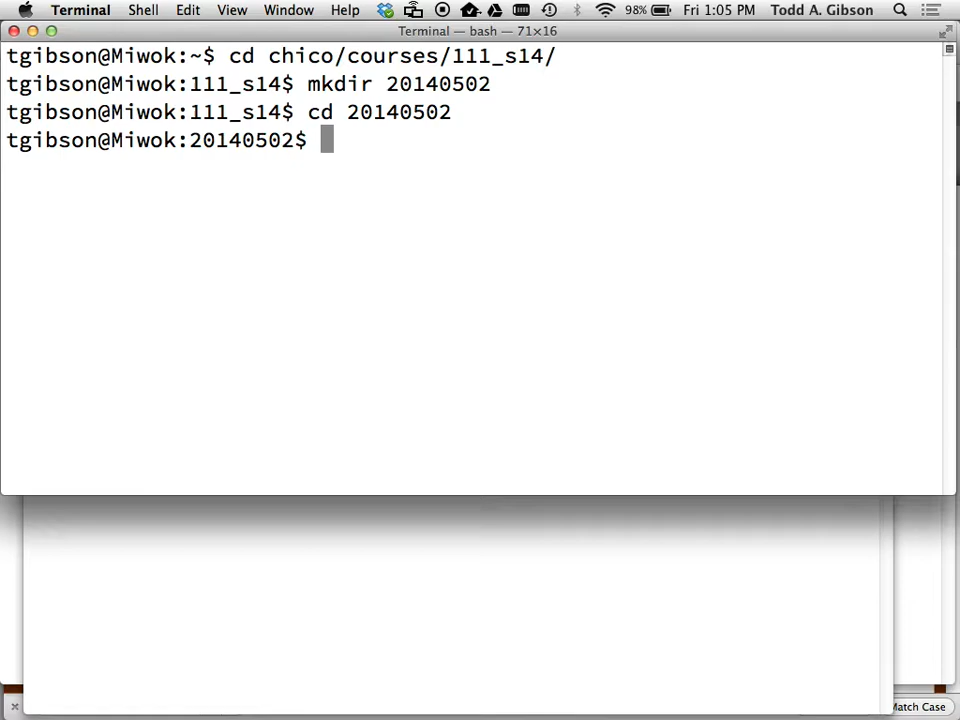 Terminal Shell Edit View Window Help 98% Fri 1:05 PM Todd A. Gibson
Terminal — bash — 71×16
tgibson@Miwok:~$ cd chico/courses/111_s14/
tgibson@Miwok:111_s14$ mkdir 20140502
tgibson@Miwok:111_s14$ cd 20140502
tgibson@Miwok:20140502$
Match Case